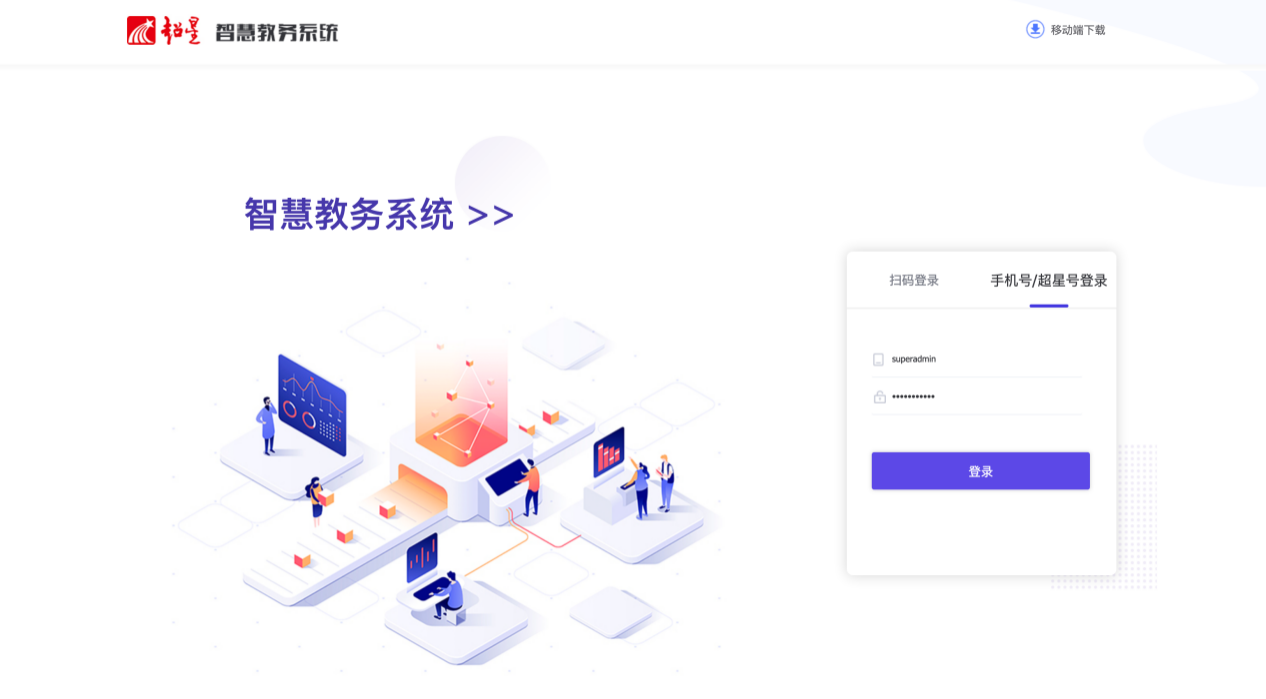 超星 智慧教务系统
移动端下载
智慧教务系统 >>
扫码登录
手机号/超星号登录
superadmin
•••••••••••
登录